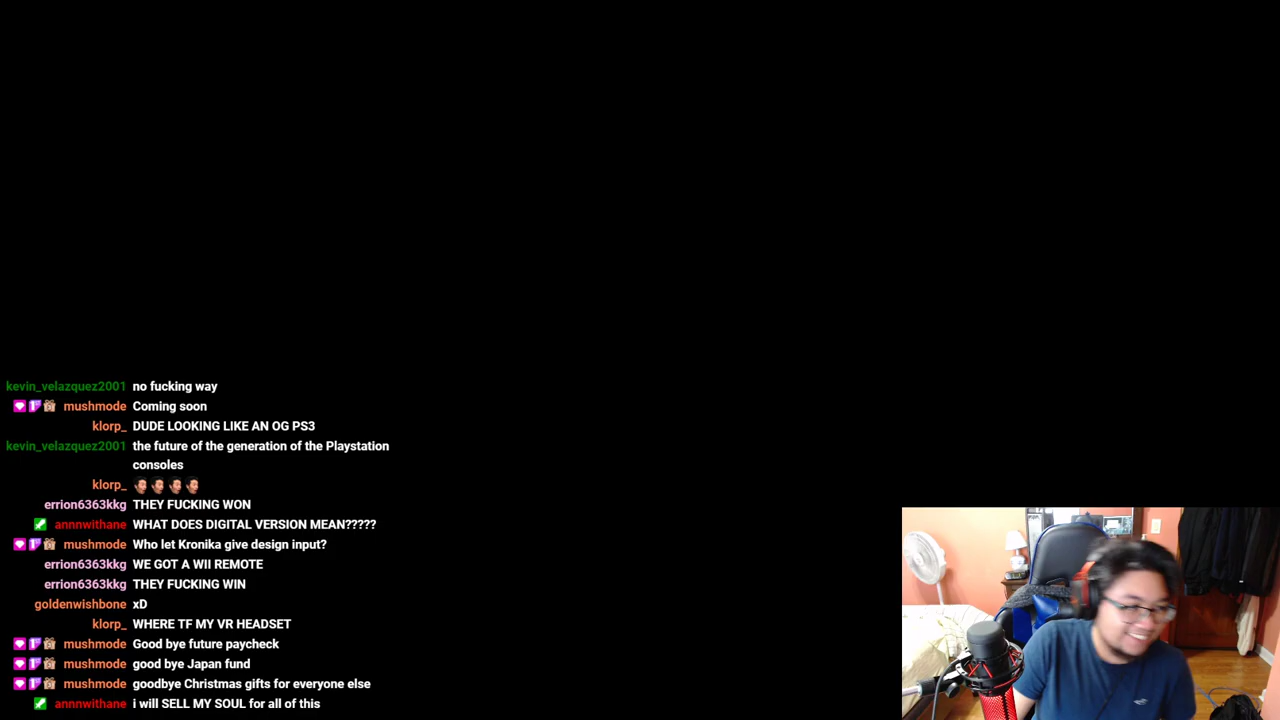 kevin_velazquez2001 no fucking way
mushmode Coming soon
klorp_ DUDE LOOKING LIKE AN OG PS3
kevin_velazquez2001 the future of the generation of the Playstation
consoles
klorp_
errion6363kkg THEY FUCKING WON
annnwithane WHAT DOES DIGITAL VERSION MEAN?????
mushmode Who let Kronika give design input?
errion6363kkg WE GOT A WII REMOTE
errion6363kkg THEY FUCKING WIN
goldenwishbone xD
klorp_ WHERE TF MY VR HEADSET
mushmode Good bye future paycheck
mushmode good bye Japan fund
mushmode goodbye Christmas gifts for everyone else
annnwithane i will SELL MY SOUL for all of this